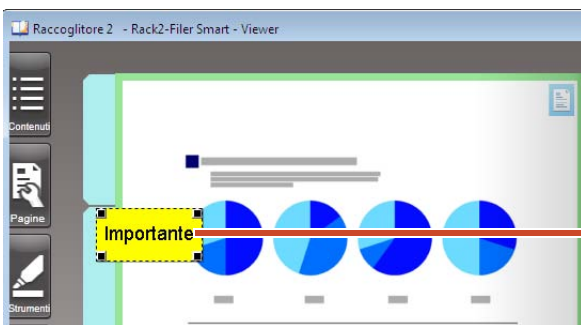 Raccoglitore 2 - Rack2-Filer Smart - Viewer
Contenuti
Pagine
Importante
Strumenti